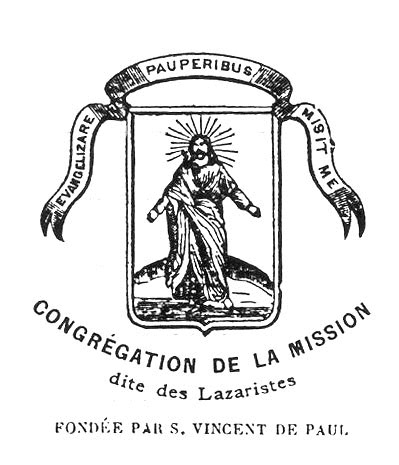 EVANGELIZARE PAUPERIBUS MISIT ME
CONGRÉGATION DE LA MISSION
dite des Lazaristes
FONDÉE PAR S. VINCENT DE PAUL